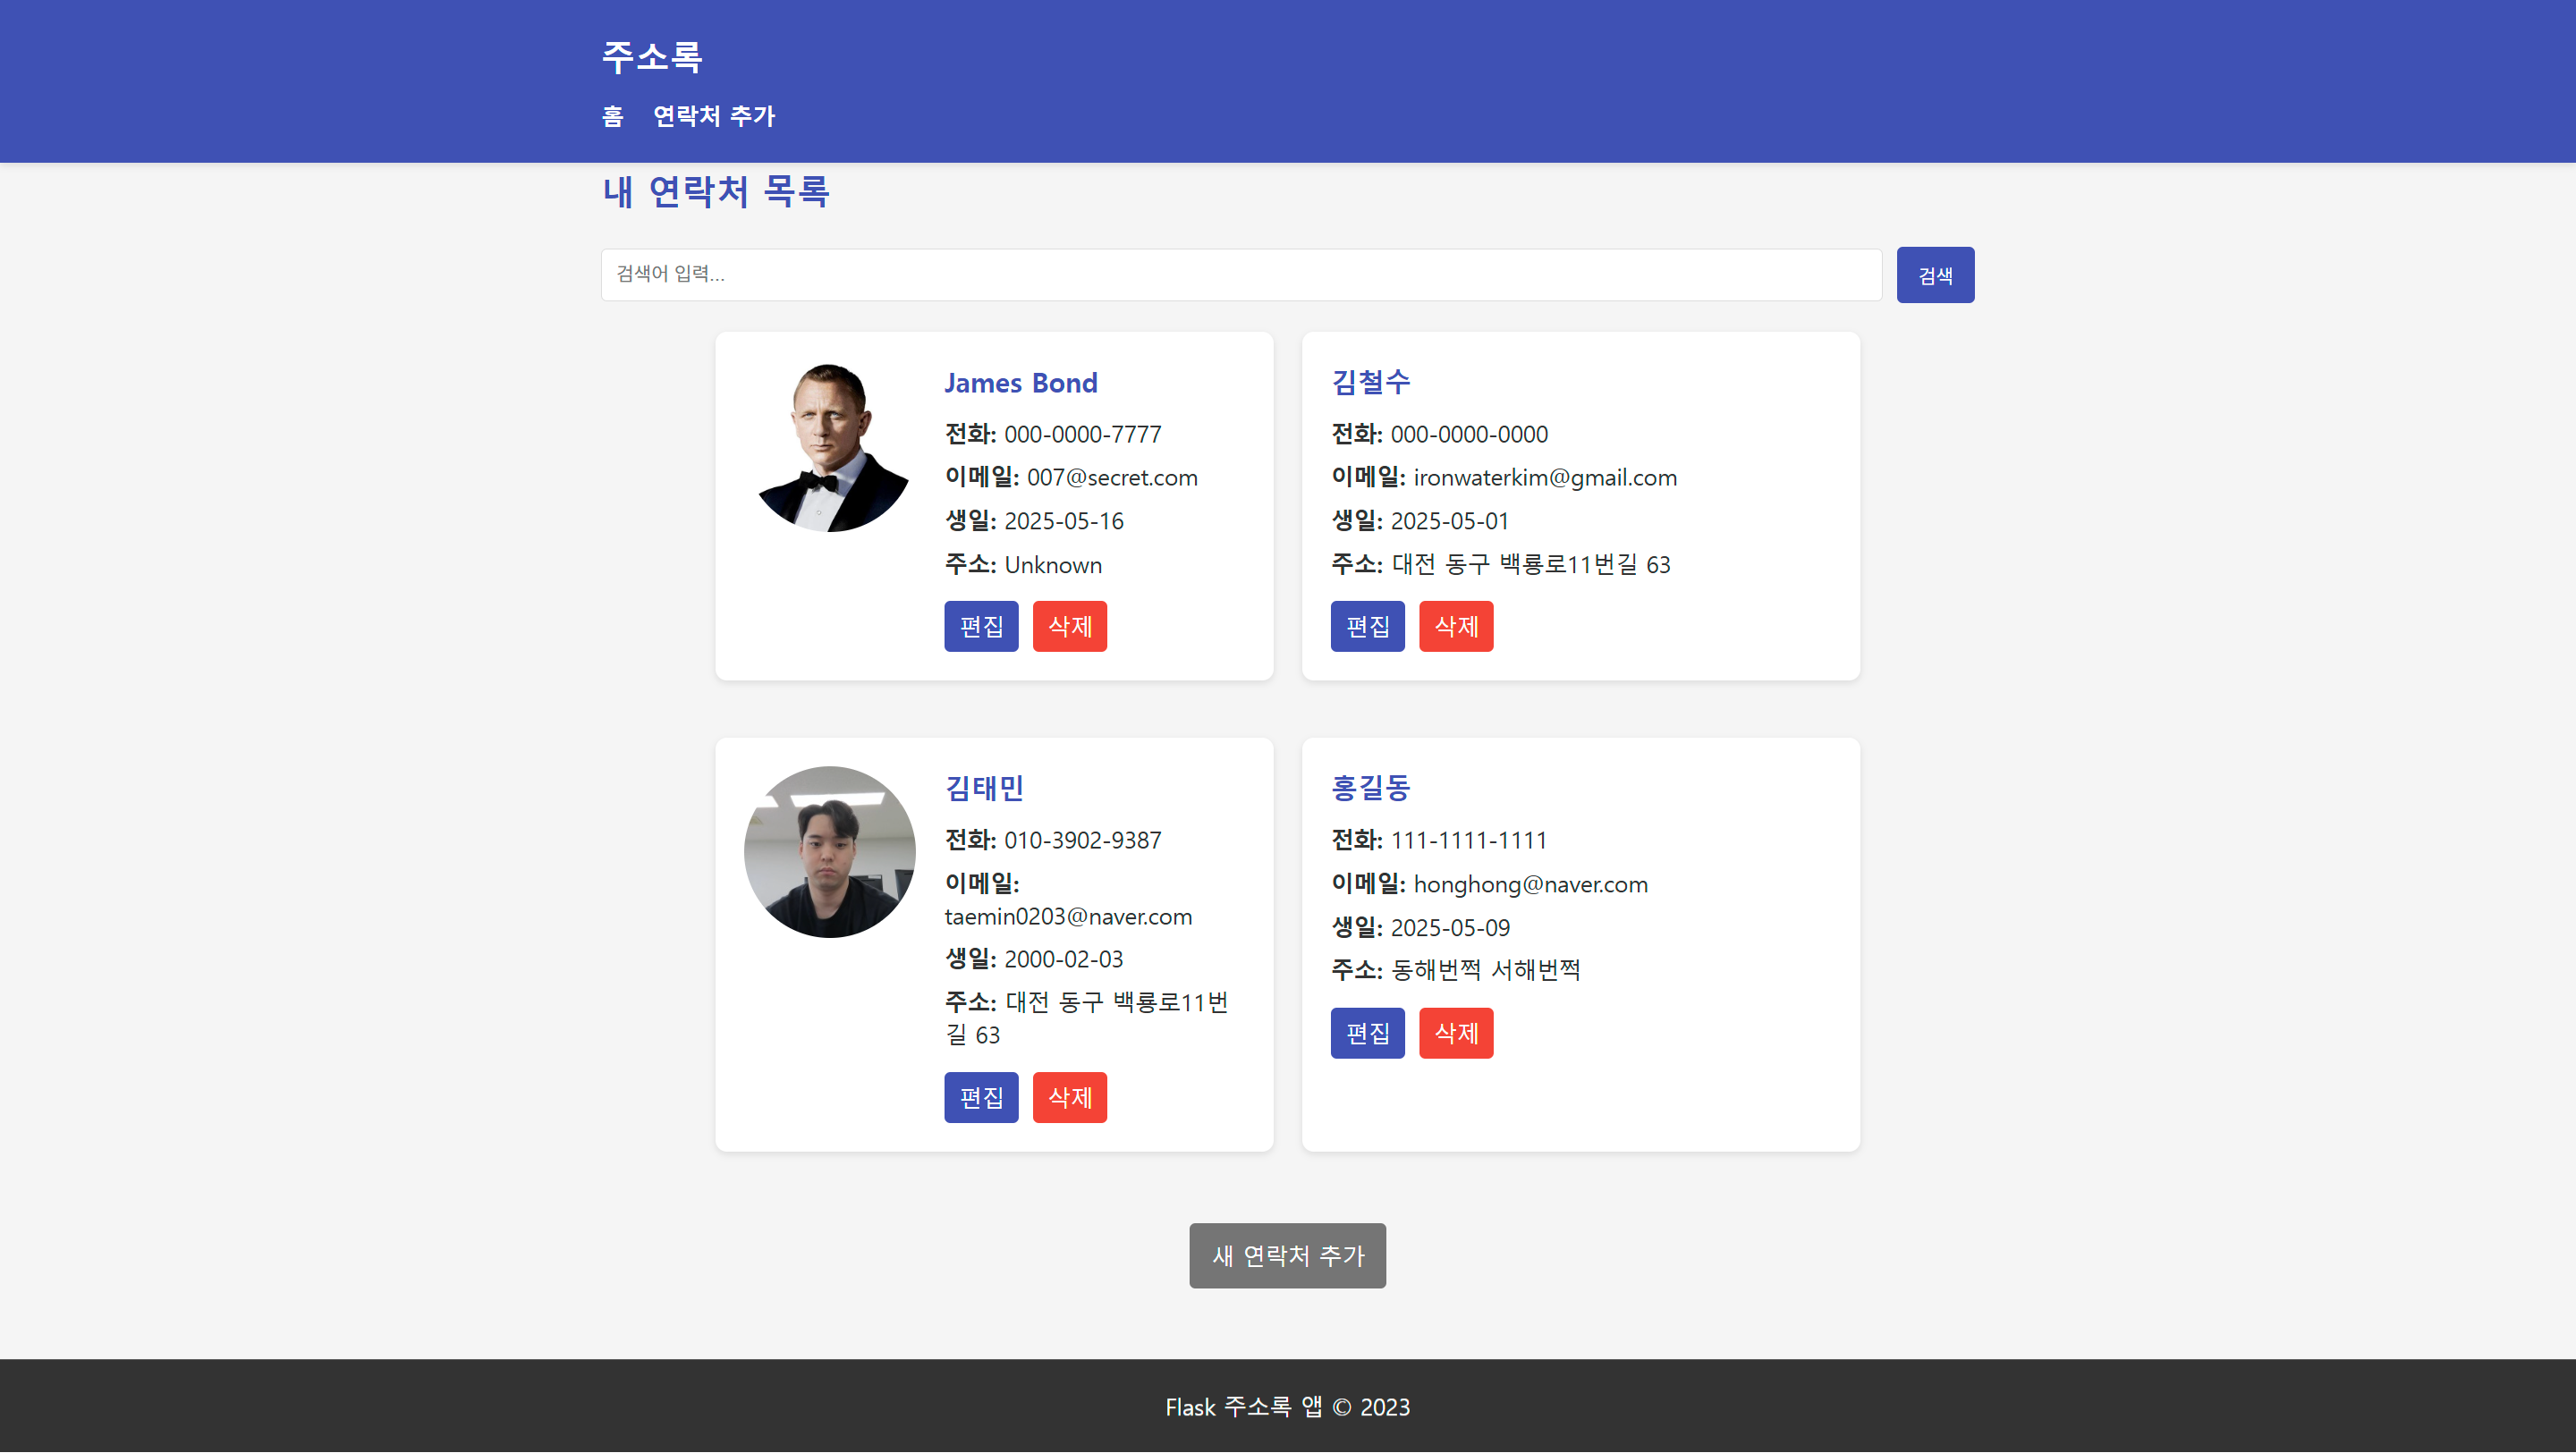 주소록
홈 연락처 추가
내 연락처 목록
검색어 입력... 검색
James Bond
전화: 000-0000-7777
이메일: 007@secret.com
생일: 2025-05-16
주소: Unknown
편집 삭제
김철수
전화: 000-0000-0000
이메일: ironwaterkim@gmail.com
생일: 2025-05-01
주소: 대전 동구 백룡로11번길 63
편집 삭제
김태민
전화: 010-3902-9387
이메일:
taemin0203@naver.com
생일: 2000-02-03
주소: 대전 동구 백룡로11번
길 63
편집 삭제
홍길동
전화: 111-1111-1111
이메일: honghong@naver.com
생일: 2025-05-09
주소: 동해번쩍 서해번쩍
편집 삭제
새 연락처 추가
Flask 주소록 앱 © 2023